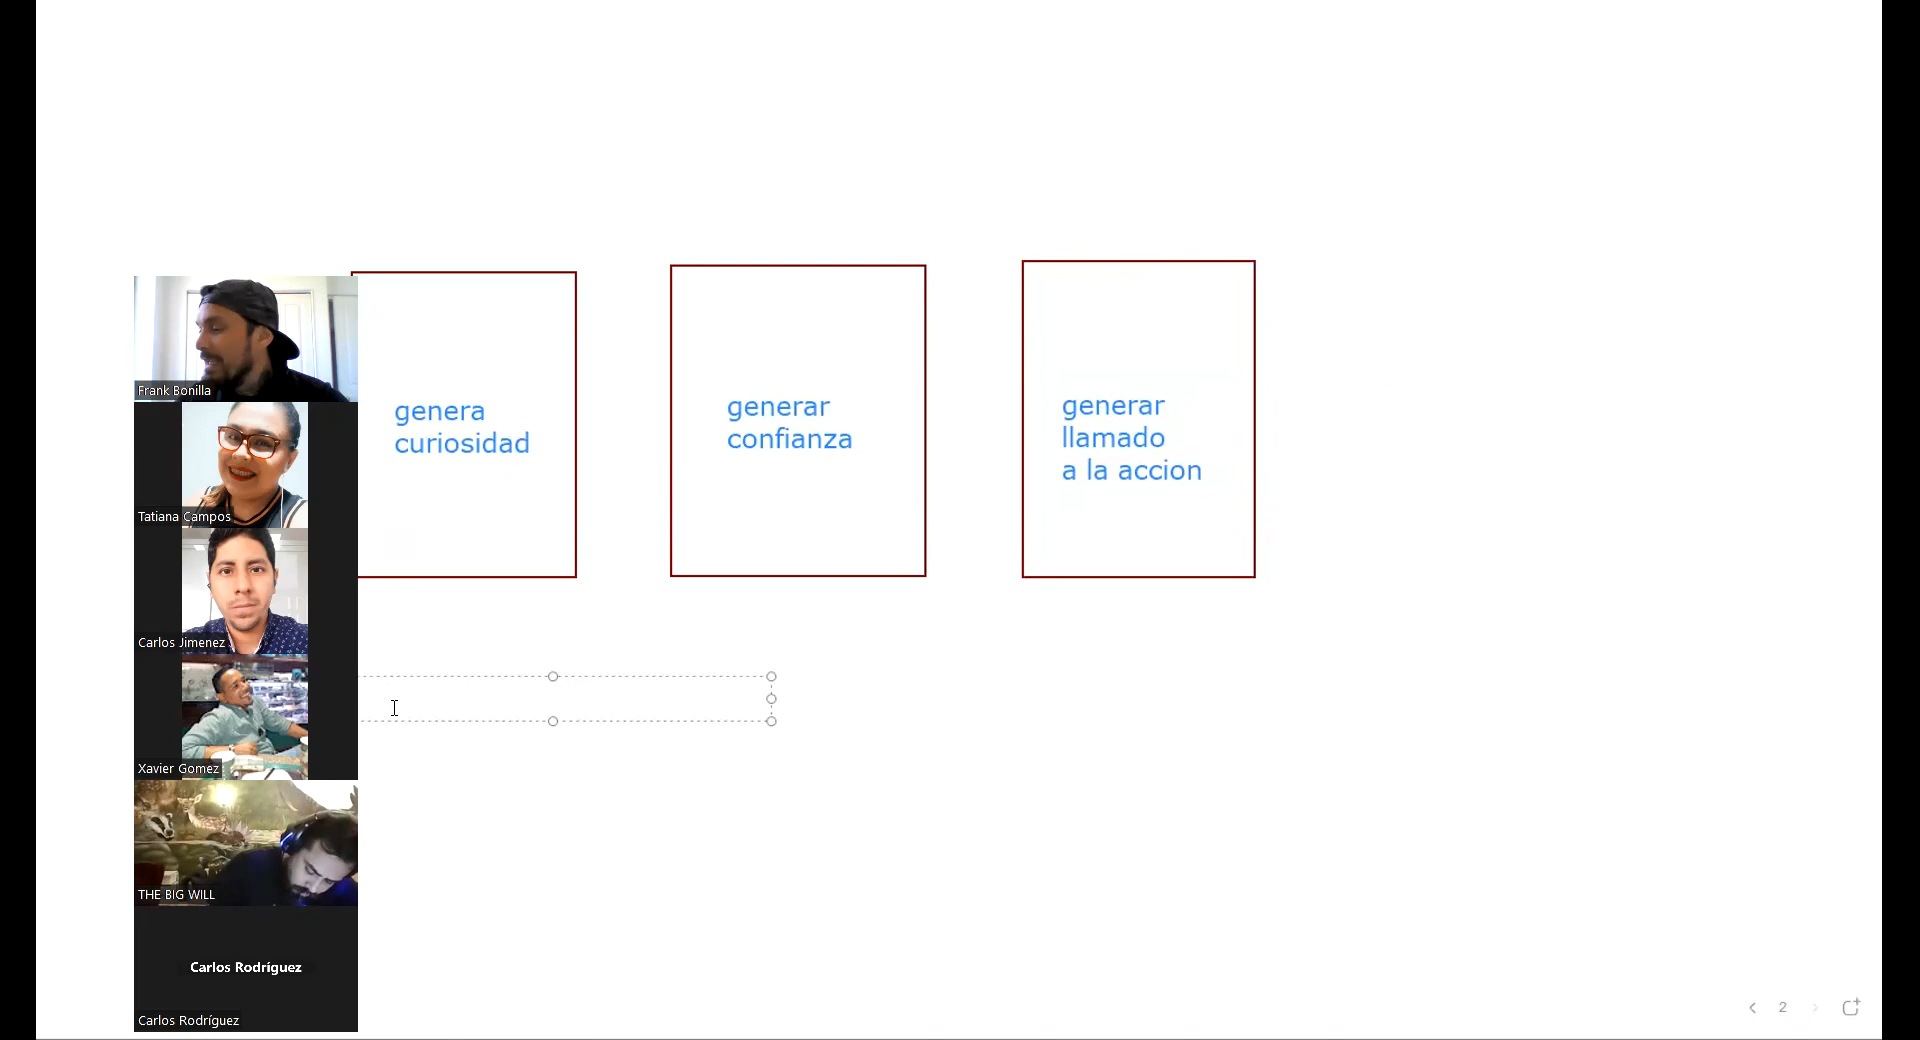 genera
curiosidad
generar
confianza
generar
llamado
a la accion
Frank Bonilla
Tatiana Campos
Carlos Jimenez
Xavier Gomez
THE BIG WILL
Carlos Rodríguez
Carlos Rodríguez
2